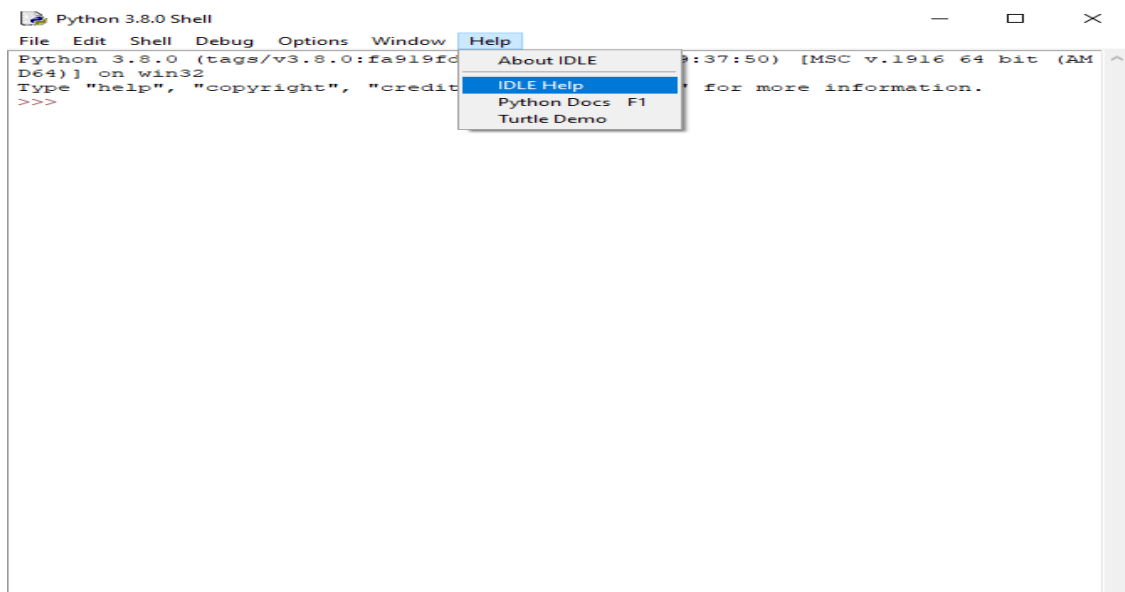 Python 3.8.0 Shell
File Edit Shell Debug Options Window Help
Python 3.8.0 (tags/v3.8.0:fa919fd :37:50) [MSC v.1916 64 bit (AM
D64)] on win32
Type "help", "copyright", "credit " for more information.
>>>
About IDLE
IDLE Help
Python Docs F1
Turtle Demo